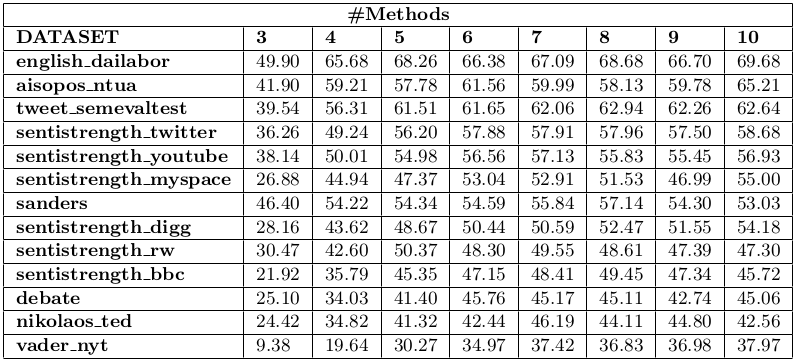 #Methods
DATASET 3 4 5 6 7 8 9 10
english_dailabor 49.90 65.68 68.26 66.38 67.09 68.68 66.70 69.68
aisopos_ntua 41.90 59.21 57.78 61.56 59.99 58.13 59.78 65.21
tweet_semevaltest 39.54 56.31 61.51 61.65 62.06 62.94 62.26 62.64
sentistrength_twitter 36.26 49.24 56.20 57.88 57.91 57.96 57.50 58.68
sentistrength_youtube 38.14 50.01 54.98 56.56 57.13 55.83 55.45 56.93
sentistrength_myspace 26.88 44.94 47.37 53.04 52.91 51.53 46.99 55.00
sanders 46.40 54.22 54.34 54.59 55.84 57.14 54.30 53.03
sentistrength_digg 28.16 43.62 48.67 50.44 50.59 52.47 51.55 54.18
sentistrength_rw 30.47 42.60 50.37 48.30 49.55 48.61 47.39 47.30
sentistrength_bbc 21.92 35.79 45.35 47.15 48.41 49.45 47.34 45.72
debate 25.10 34.03 41.40 45.76 45.17 45.11 42.74 45.06
nikolaos_ted 24.42 34.82 41.32 42.44 46.19 44.11 44.80 42.56
vader_nyt 9.38 19.64 30.27 34.97 37.42 36.83 36.98 37.97